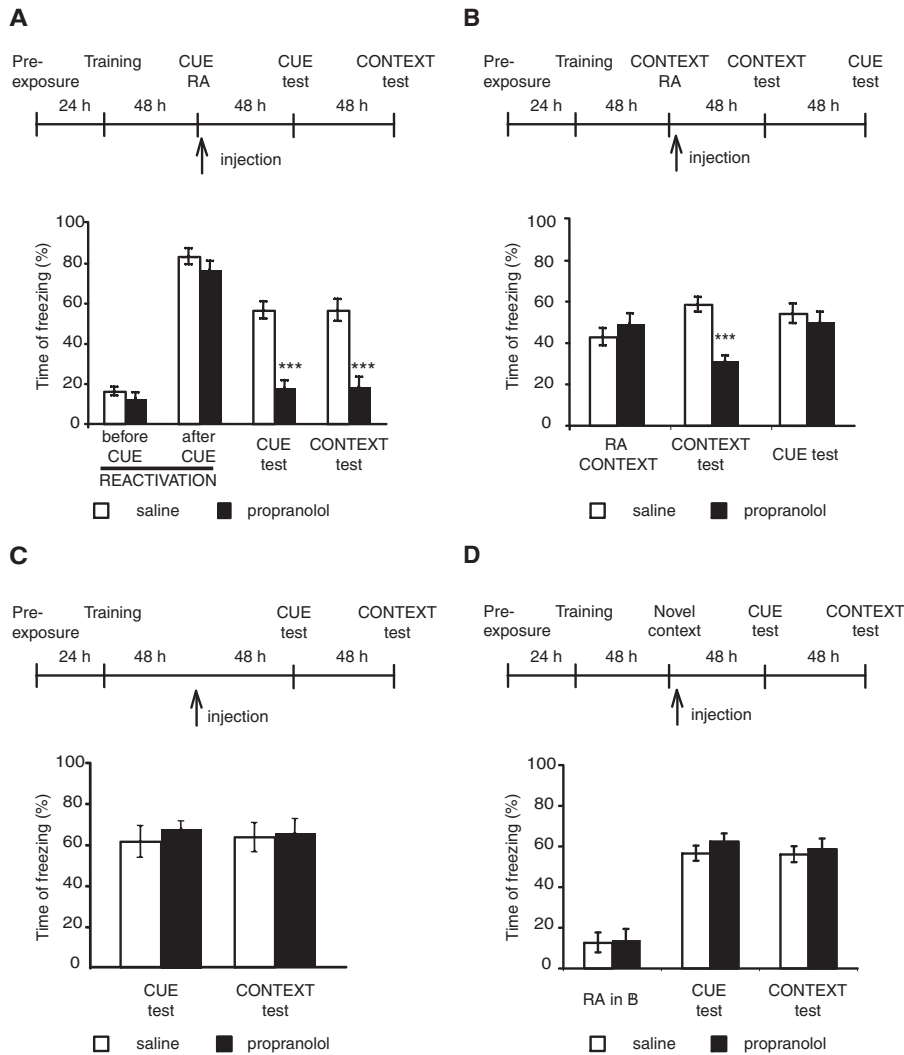 A
Pre-
exposure
Training
CUE
RA
CUE
test
CONTEXT
test
24 h
48 h
48 h
48 h
injection
Time of freezing (%)
100
80
60
40
20
0
***
***
before
CUE
after
CUE
REACTIVATION
CUE
test
CONTEXT
test
saline
propranolol
B
Pre-
exposure
Training
CONTEXT
RA
CONTEXT
test
CUE
test
24 h
48 h
48 h
48 h
injection
Time of freezing (%)
100
80
60
40
20
0
***
RA
CONTEXT
CONTEXT
test
CUE test
saline
propranolol
C
Pre-
exposure
Training
CUE
test
CONTEXT
test
24 h
48 h
48 h
48 h
injection
Time of freezing (%)
100
80
60
40
20
0
CUE
test
CONTEXT
test
saline
propranolol
D
Pre-
exposure
Training
Novel
context
CUE
test
CONTEXT
test
24 h
48 h
48 h
48 h
injection
Time of freezing (%)
100
80
60
40
20
0
RA in B
CUE
test
CONTEXT
test
saline
propranolol